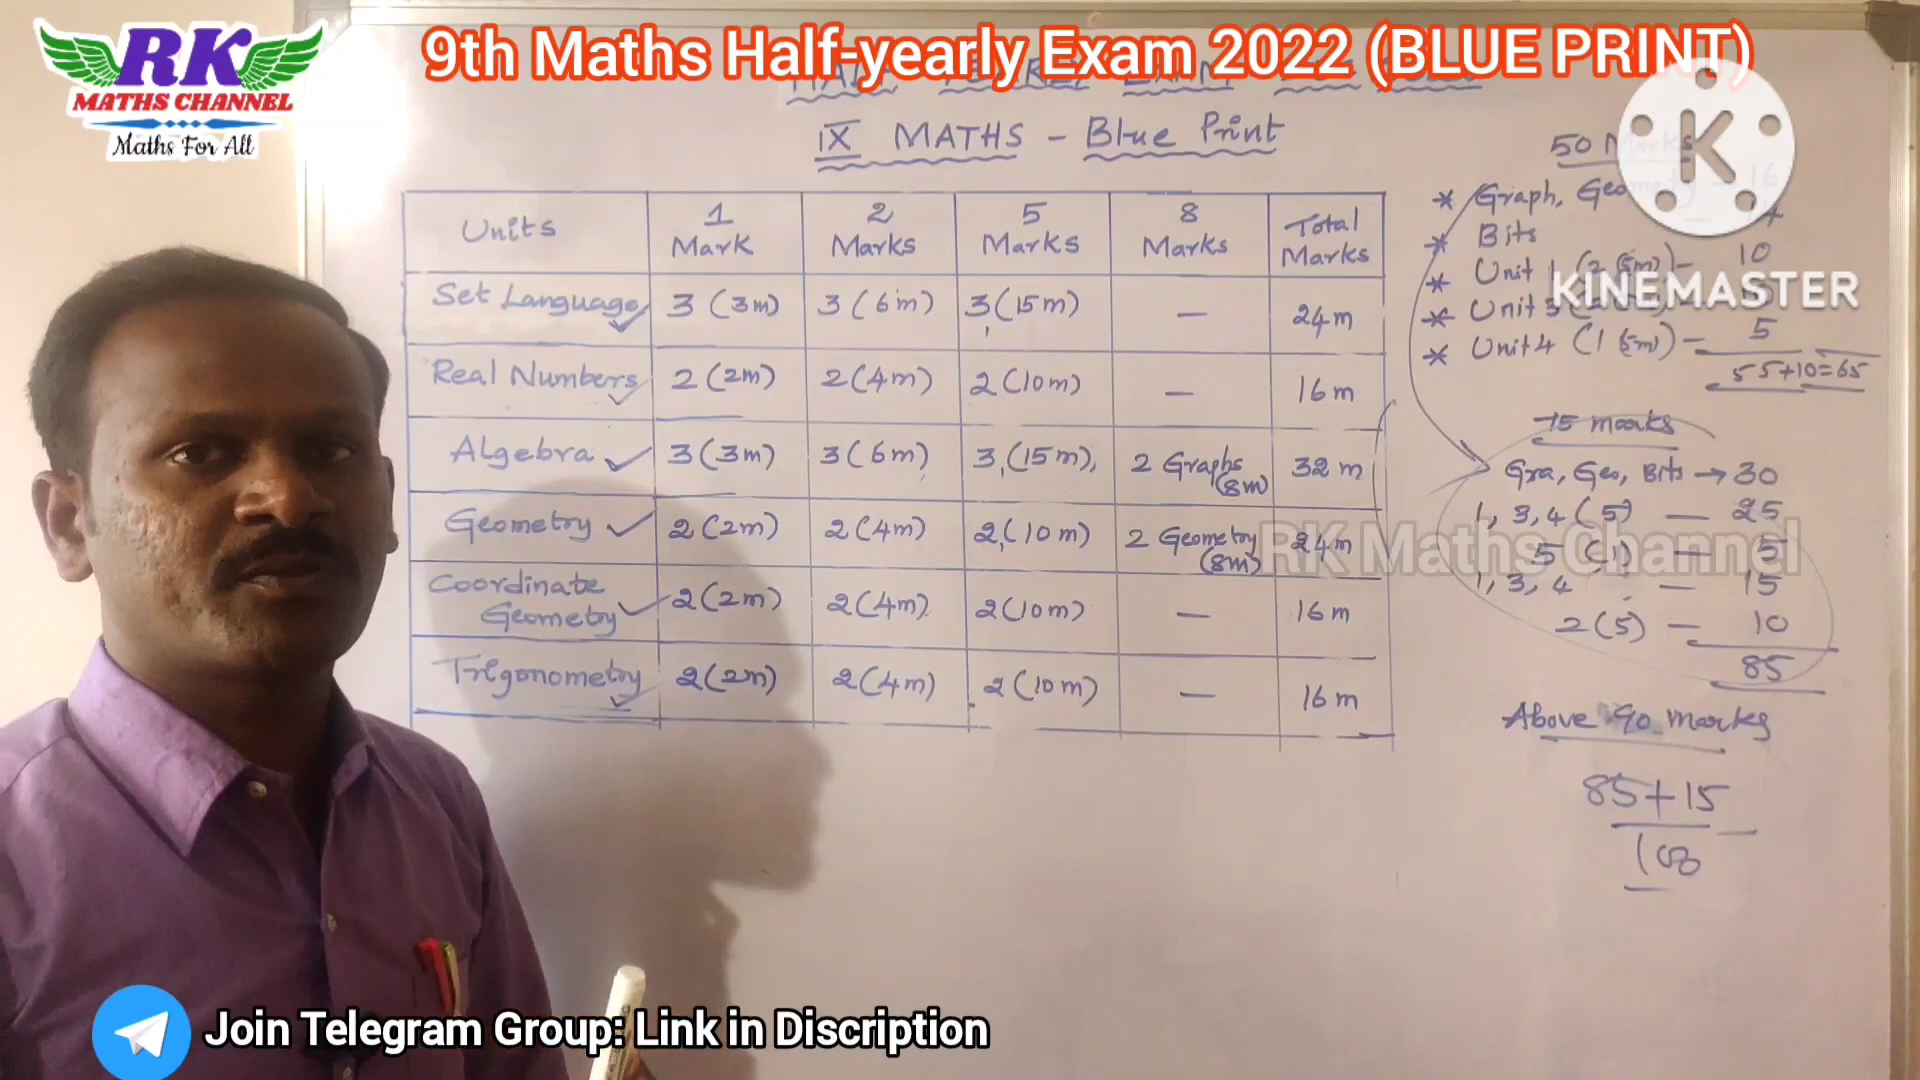 RK
MATHS CHANNEL
Maths For All
9th Maths Half-yearly Exam 2022 (BLUE PRINT)
IX MATHS - Blue Print
Units
1 Mark
2 Marks
5 Marks
8 Marks
Total Marks
Set Language 3 (3m) 3 (6m) 3 (15m) — 24m
Real Numbers 2 (2m) 2 (4m) 2 (10m) — 16m
Algebra 3 (3m) 3 (6m) 3 (15m) 2 Graphs (8m) 32m
Geometry 2 (2m) 2 (4m) 2 (10m) 2 Geometry (8m) 24m
Coordinate Geometry 2 (2m) 2 (4m) 2 (10m) — 16m
Trigonometry 2 (2m) 2 (4m) 2 (10m) — 16m
50
* Graph,
* Bits
* Unit 1 (2 (5m) — 10
* Unit 3
* Unit 4 (1 (5m) — 5
55+10=65
KINEMASTER
75 marks
Gra, Geo, Bits → 30
1, 3, 4 (5) — 25
5 (1) — 5
1, 3, 4 — 15
2 (5) — 10
85
RK Maths Channel
Above 90 marks
85+15
100
Join Telegram Group: Link in Discription